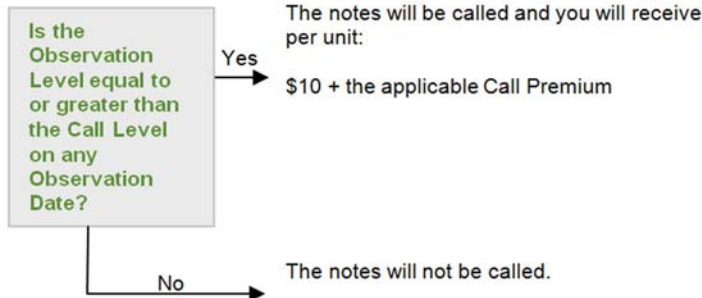 Is the
Observation
Level equal to
or greater than
the Call Level
on any
Observation
Date?
Yes
The notes will be called and you will receive
per unit:
$10 + the applicable Call Premium
No
The notes will not be called.